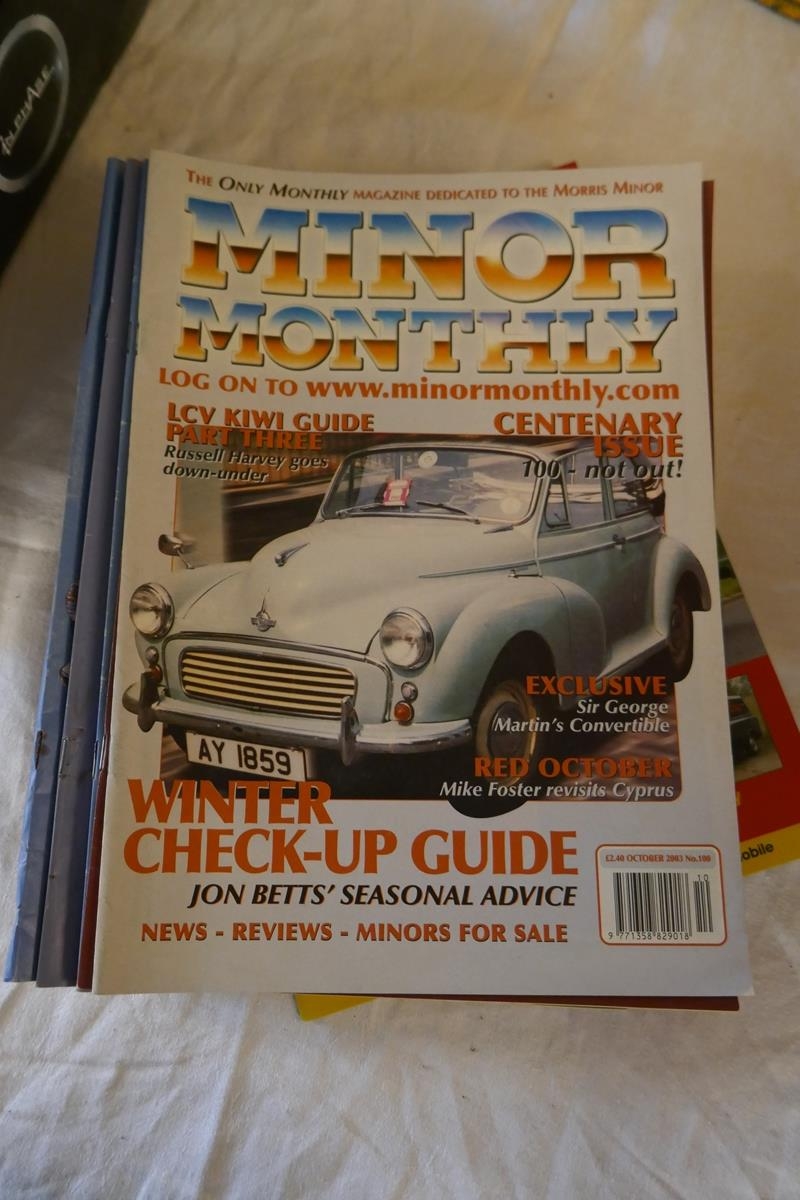 THE ONLY MONTHLY MAGAZINE DEDICATED TO THE MORRIS MINOR
MINOR
MONTHLY
LOG ON TO www.minormonthly.com
LCV KIWI GUIDE
PART THREE
Russell Harvey goes
down-under
CENTENARY
ISSUE
100 - not out!
EXCLUSIVE
Sir George
Martin's Convertible
RED OCTOBER
Mike Foster revisits Cyprus
AY 1859
WINTER
CHECK-UP GUIDE
JON BETTS' SEASONAL ADVICE
NEWS - REVIEWS - MINORS FOR SALE
£2.40 OCTOBER 2003 No.100
10
9 771358 829018
obile